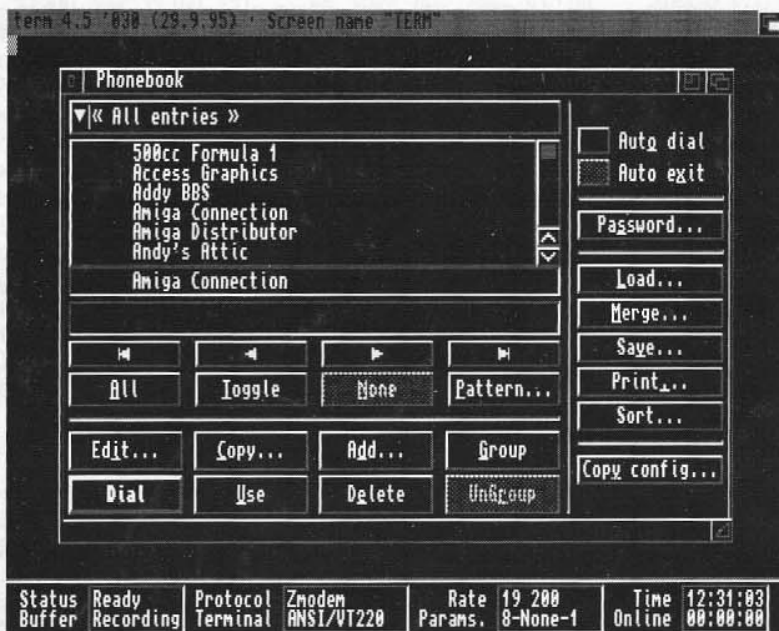 term 4.5 '030 (29.9.95) · Screen name "TERM"
Phonebook
« All entries »
500cc Formula 1
Access Graphics
Addy BBS
Amiga Connection
Amiga Distributor
Andy's Attic
Amiga Connection
All Toggle None Pattern...
Edit... Copy... Add... Group
Dial Use Delete UnGroup
Auto dial
Auto exit
Password...
Load...
Merge...
Save...
Print...
Sort...
Copy config...
Status Ready Protocol Zmodem Rate 19 200 Time 12:31:03
Buffer Recording Terminal ANSI/VT220 Params. 8-None-1 Online 00:00:00